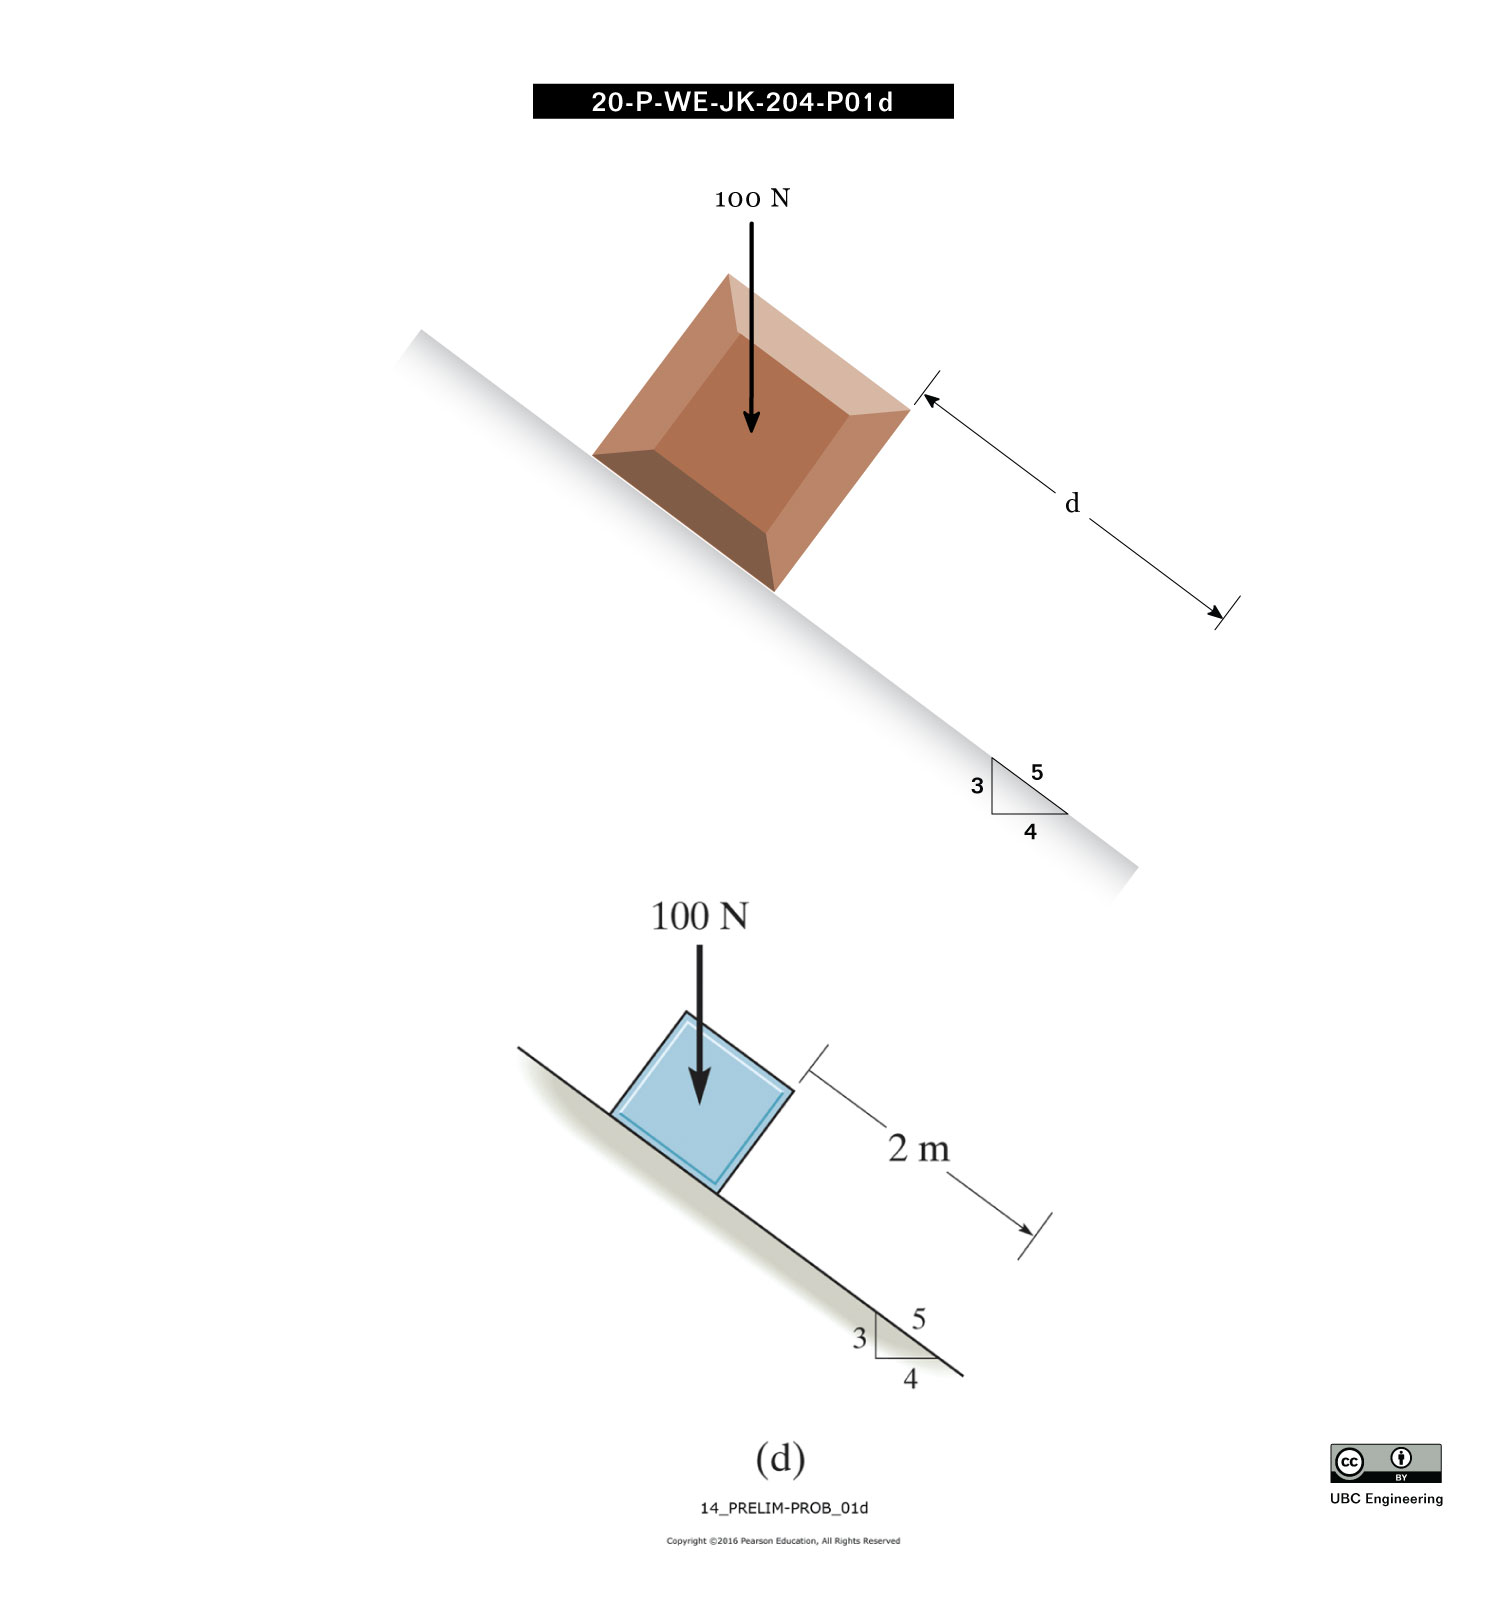 20-P-WE-JK-204-P01d
100 N
d
3
5
4
100 N
2 m
5
3
4
(d)
14_PRELIM-PROB_01d
Copyright ©2016 Pearson Education, All Rights Reserved
cc
BY
UBC Engineering